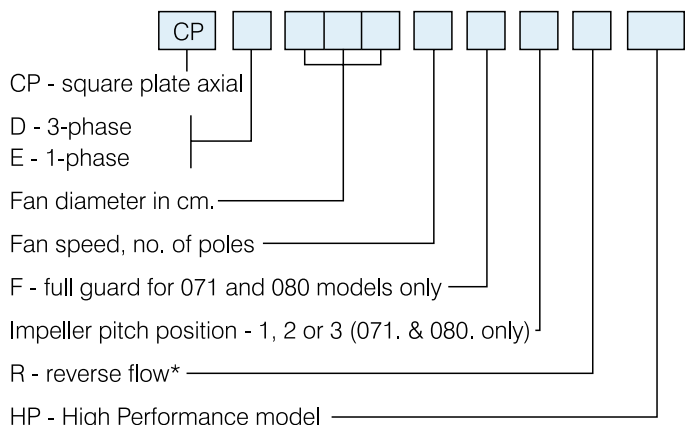 CP
CP - square plate axial
D - 3-phase
E - 1-phase
Fan diameter in cm.
Fan speed, no. of poles
F - full guard for 071 and 080 models only
Impeller pitch position - 1, 2 or 3 (071. & 080. only)
R - reverse flow*
HP - High Performance model